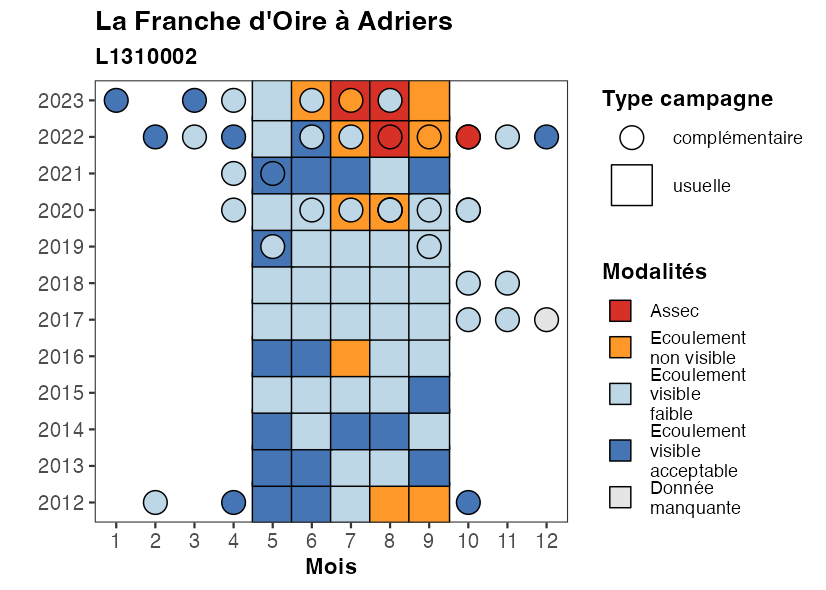 La Franche d'Oire à Adriers
L1310002
2023
2022
2021
2020
2019
2018
2017
2016
2015
2014
2013
2012
1 2 3 4 5 6 7 8 9 10 11 12
Mois
Type campagne
complémentaire
usuelle
Modalités
Assec
Ecoulement
non visible
Ecoulement
visible
faible
Ecoulement
visible
acceptable
Donnée
manquante